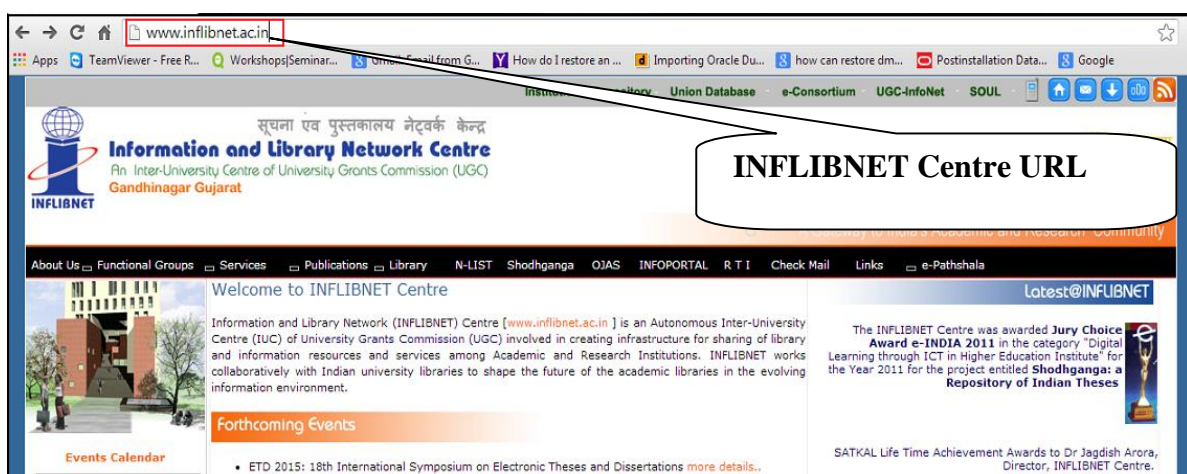 www.inflibnet.ac.in
Apps TeamViewer - Free R... Workshops|Seminar... Email from G... How do I restore an ... Importing Oracle Du... how can restore dm... Postinstallation Data... Google
Union Database e-Consortium UGC-InfoNet SOUL
सूचना एवं पुस्तकालय नेटवर्क केन्द्र
Information and Library Network Centre
An Inter-University Centre of University Grants Commission (UGC)
Gandhinagar Gujarat
INFLIBNET
INFLIBNET Centre URL
Gateway to India's Academic and Research Community
About Us Functional Groups Services Publications Library N-LIST Shodhganga OJAS INFOPORTAL R T I Check Mail Links e-Pathshala
Welcome to INFLIBNET Centre
Information and Library Network (INFLIBNET) Centre [www.inflibnet.ac.in ] is an Autonomous Inter-University
Centre (IUC) of University Grants Commission (UGC) involved in creating infrastructure for sharing of library
and information resources and services among Academic and Research Institutions. INFLIBNET works
collaboratively with Indian university libraries to shape the future of the academic libraries in the evolving
information environment.
Forthcoming Events
• ETD 2015: 18th International Symposium on Electronic Theses and Dissertations more details..
Events Calendar
Latest@INFLIBNET
The INFLIBNET Centre was awarded Jury Choice
Award e-INDIA 2011 in the category "Digital
Learning through ICT in Higher Education Institute" for
the Year 2011 for the project entitled Shodhganga: a
Repository of Indian Theses
SATKAL Life Time Achievement Awards to Dr Jagdish Arora,
Director, INFLIBNET Centre.